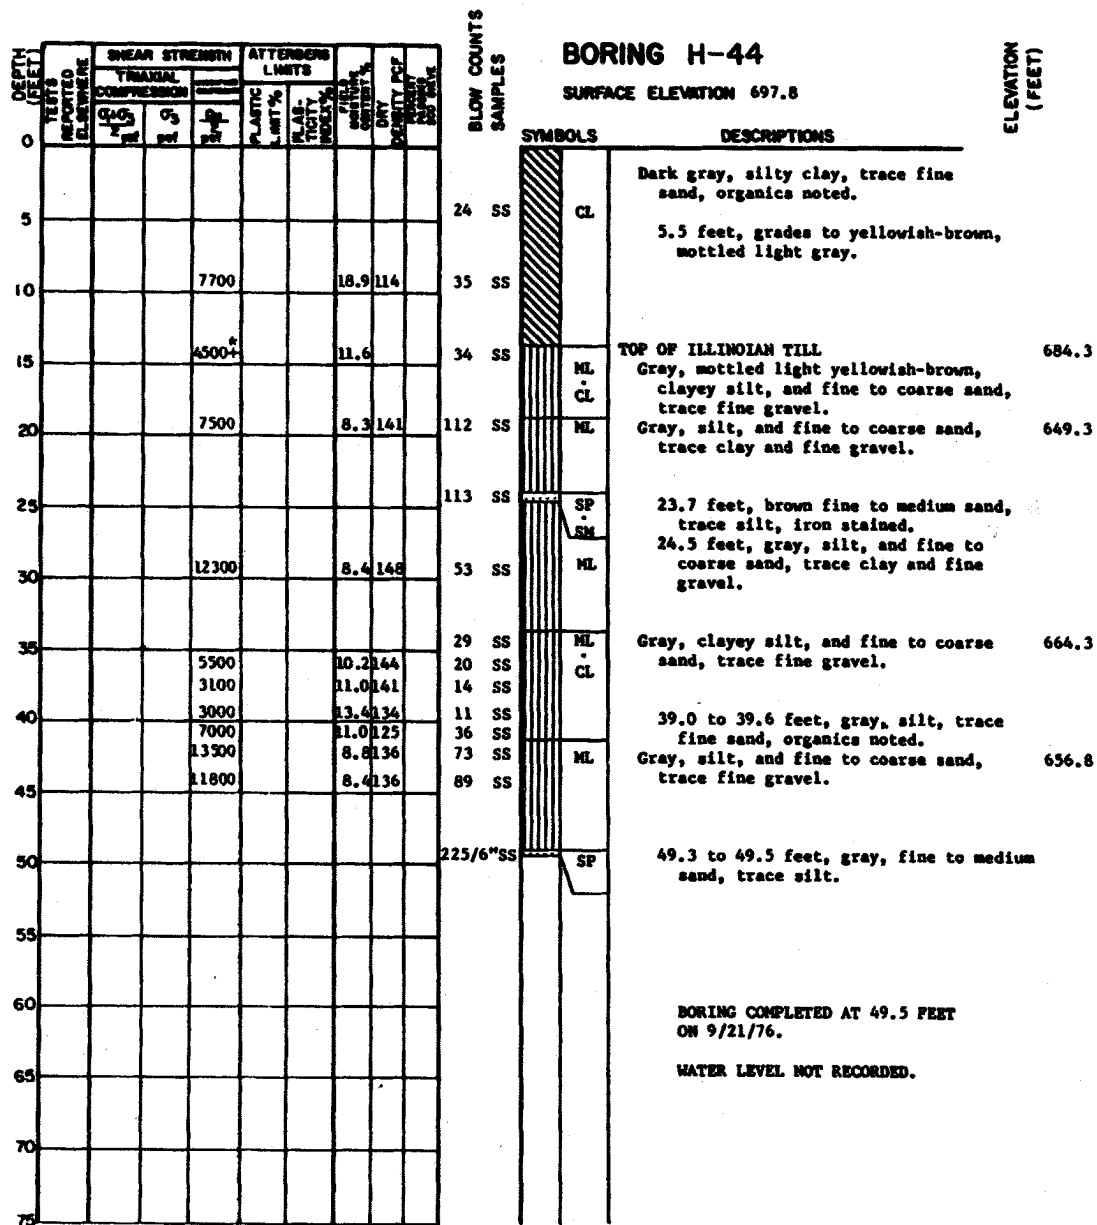 BORING H-44
SURFACE ELEVATION 697.8
DEPTH (FEET)
TESTS REPORTED ELSEWHERE
SHEAR STRENGTH
TRIAXIAL COMPRESSION
psf
psf
psf
ATTERBERG LIMITS
PLASTIC LIMIT %
PLAS-TICITY INDEX %
FIELD MOISTURE CONTENT %
DRY DENSITY PCF
BLOW COUNTS
SAMPLES
SYMBOLS
DESCRIPTIONS
ELEVATION (FEET)
0
Dark gray, silty clay, trace fine
sand, organics noted.
24 SS CL
5
5.5 feet, grades to yellowish-brown,
mottled light gray.
7700 18.9 114 35 SS
10
4500+* 11.6 34 SS TOP OF ILLINOIAN TILL 684.3
15
ML - CL
Gray, mottled light yellowish-brown,
clayey silt, and fine to coarse sand,
trace fine gravel.
7500 8.3 141 112 SS ML Gray, silt, and fine to coarse sand, 649.3
20
trace clay and fine gravel.
113 SS
25
SP - SM
23.7 feet, brown fine to medium sand,
trace silt, iron stained.
24.5 feet, gray, silt, and fine to
coarse sand, trace clay and fine
gravel.
12300 8.4 148 53 SS ML
30
29 SS ML - CL Gray, clayey silt, and fine to coarse 664.3
35
sand, trace fine gravel.
5500 10.2 144 20 SS
3100 11.0 141 14 SS
3000 13.4 134 11 SS
40
39.0 to 39.6 feet, gray, silt, trace
fine sand, organics noted.
7000 11.0 125 36 SS
13500 8.8 136 73 SS ML Gray, silt, and fine to coarse sand, 656.8
trace fine gravel.
11800 8.4 136 89 SS
45
225/6"SS
50
SP 49.3 to 49.5 feet, gray, fine to medium
sand, trace silt.
55
60
BORING COMPLETED AT 49.5 FEET
ON 9/21/76.
65
WATER LEVEL NOT RECORDED.
70
75